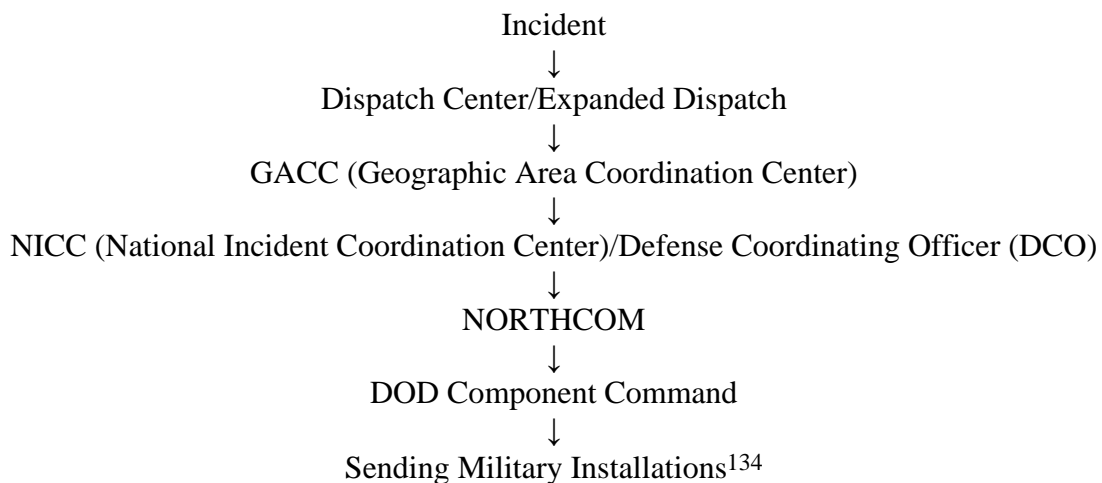 Incident
↓
Dispatch Center/Expanded Dispatch
↓
GACC (Geographic Area Coordination Center)
↓
NICC (National Incident Coordination Center)/Defense Coordinating Officer (DCO)
↓
NORTHCOM
↓
DOD Component Command
↓
Sending Military Installations134